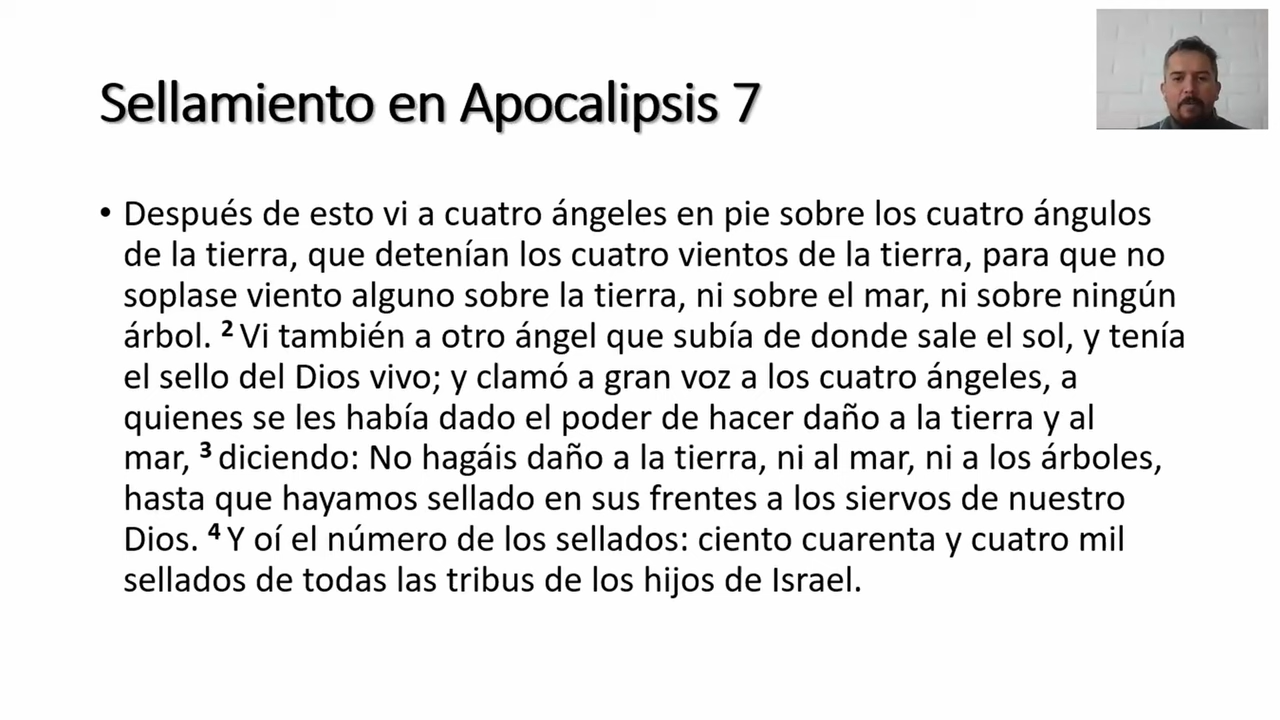 Sellamiento en Apocalipsis 7
• Después de esto vi a cuatro ángeles en pie sobre los cuatro ángulos
de la tierra, que detenían los cuatro vientos de la tierra, para que no
soplase viento alguno sobre la tierra, ni sobre el mar, ni sobre ningún
árbol. ² Vi también a otro ángel que subía de donde sale el sol, y tenía
el sello del Dios vivo; y clamó a gran voz a los cuatro ángeles, a
quienes se les había dado el poder de hacer daño a la tierra y al
mar, ³ diciendo: No hagáis daño a la tierra, ni al mar, ni a los árboles,
hasta que hayamos sellado en sus frentes a los siervos de nuestro
Dios. ⁴ Y oí el número de los sellados: ciento cuarenta y cuatro mil
sellados de todas las tribus de los hijos de Israel.